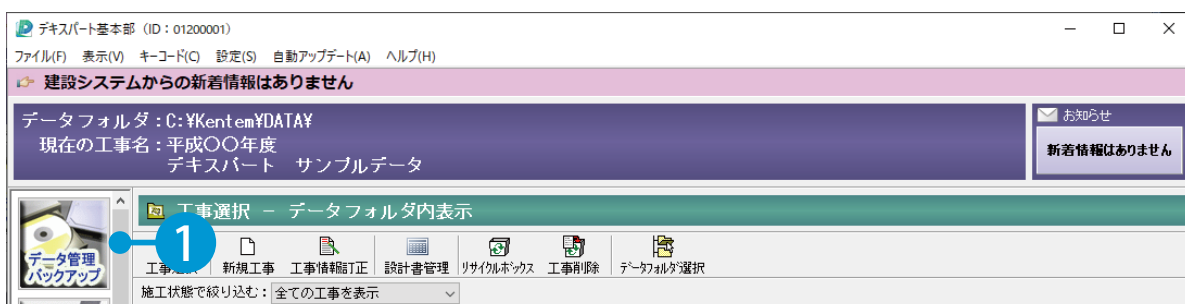 デキスパート基本部（ID：01200001）
ファイル(F) 表示(V) キーコード(C) 設定(S) 自動アップデート(A) ヘルプ(H)
建設システムからの新着情報はありません
データフォルダ：C:¥Kentem¥DATA¥
現在の工事名：平成〇〇年度
デキスパート サンプルデータ
お知らせ
新着情報はありません
データ管理
バックアップ
1
工事選択 － データフォルダ内表示
工事選択 新規工事 工事情報訂正 設計書管理 リサイクルボックス 工事削除 データフォルダ選択
施工状態で絞り込む： 全ての工事を表示